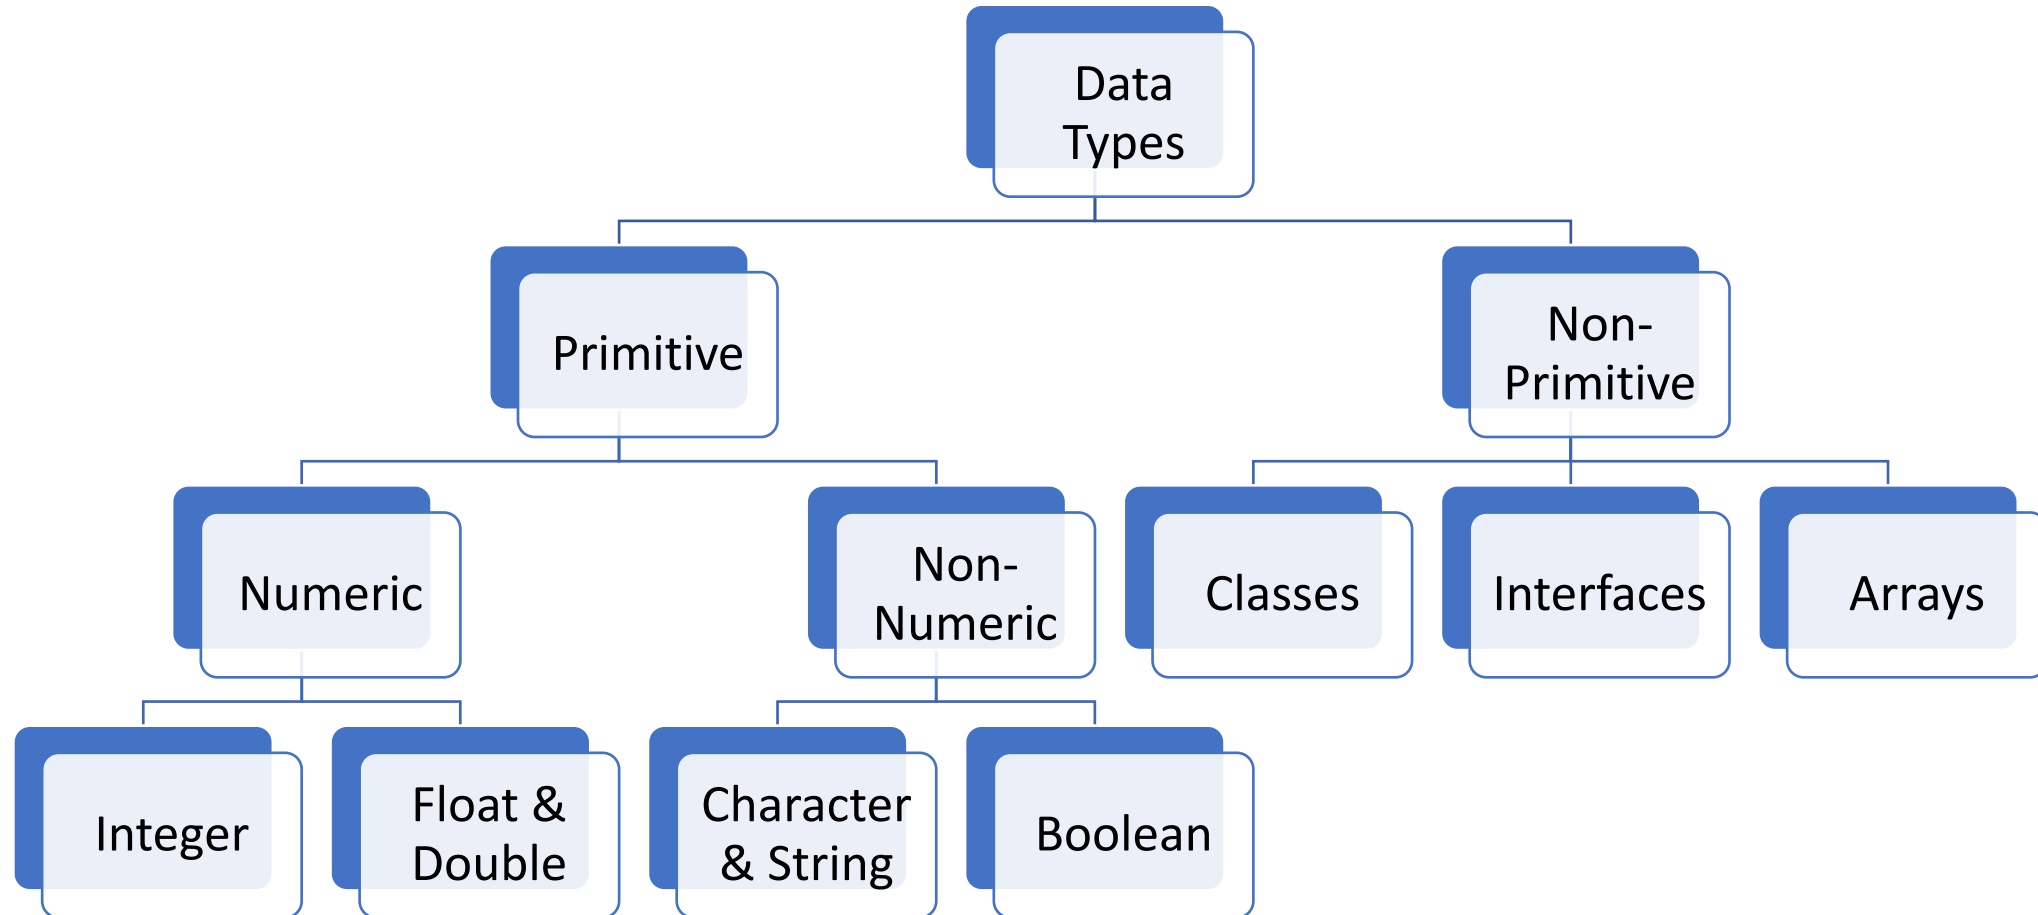 Data
Types
Primitive
Non-
Primitive
Numeric
Non-
Numeric
Classes
Interfaces
Arrays
Integer
Float &
Double
Character
& String
Boolean